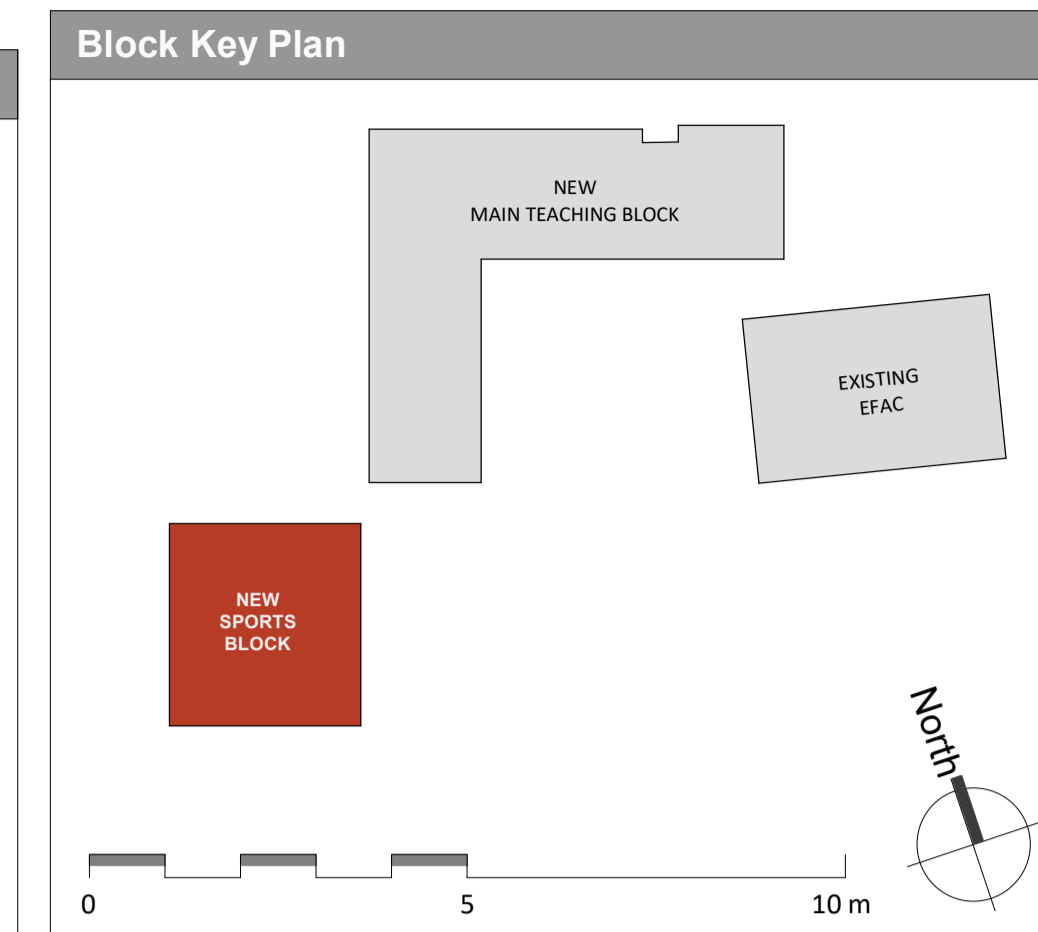 Block Key Plan
NEW
MAIN TEACHING BLOCK
EXISTING
EFAC
NEW
SPORTS
BLOCK
North
0 5 10 m